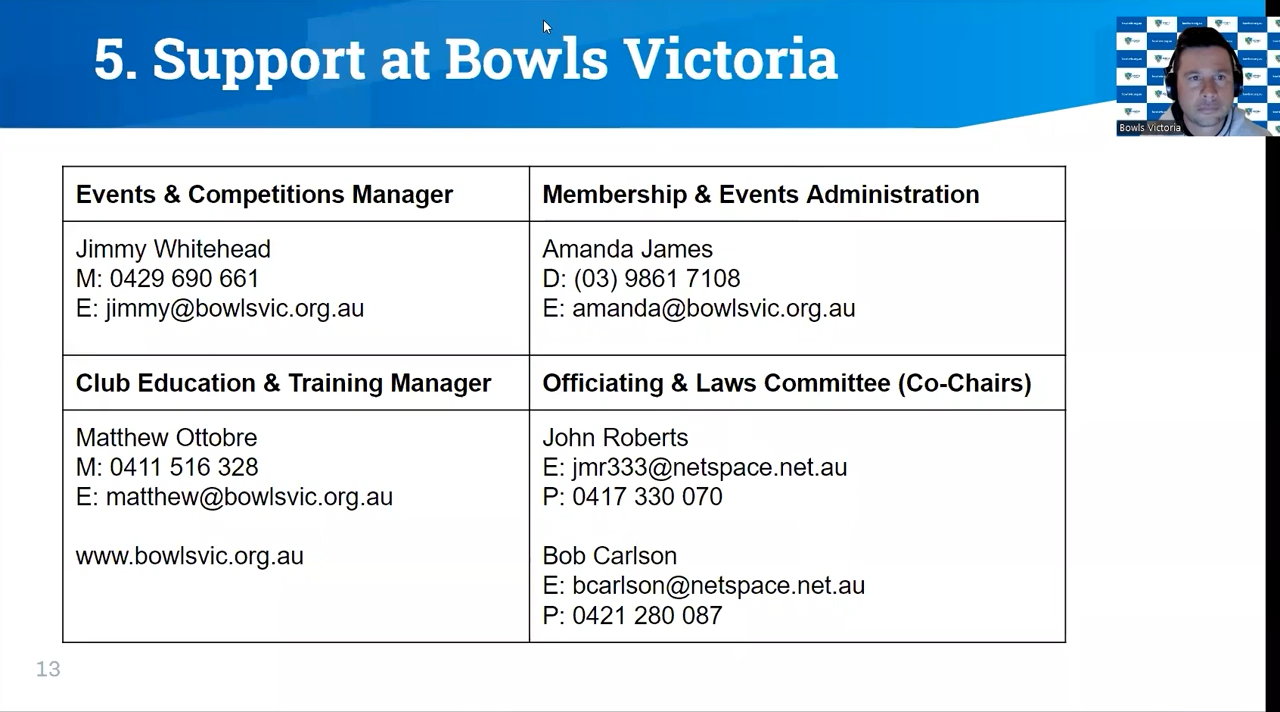 5. Support at Bowls Victoria
Bowls Victoria
Events & Competitions Manager
Membership & Events Administration
Jimmy Whitehead
M: 0429 690 661
E: jimmy@bowlsvic.org.au
Amanda James
D: (03) 9861 7108
E: amanda@bowlsvic.org.au
Club Education & Training Manager
Officiating & Laws Committee (Co-Chairs)
Matthew Ottobre
M: 0411 516 328
E: matthew@bowlsvic.org.au
www.bowlsvic.org.au
John Roberts
E: jmr333@netspace.net.au
P: 0417 330 070
Bob Carlson
E: bcarlson@netspace.net.au
P: 0421 280 087
13